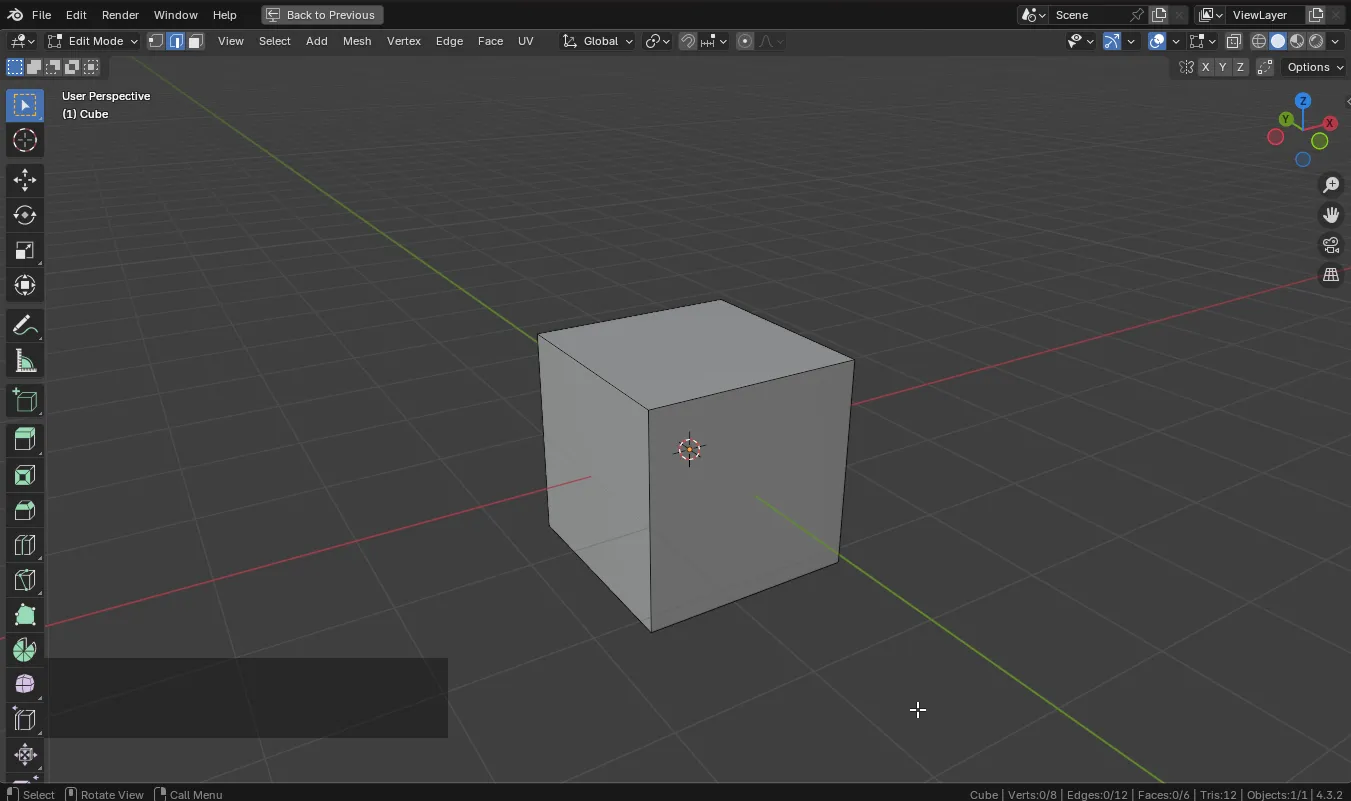 File Edit Render Window Help Back to Previous Scene ViewLayer
Edit Mode View Select Add Mesh Vertex Edge Face UV Global
X Y Z Options
User Perspective
(1) Cube
Z
Y X
Select Rotate View Call Menu Cube | Verts:0/8 | Edges:0/12 | Faces:0/6 | Tris:12 | Objects:1/1 | 4.3.2